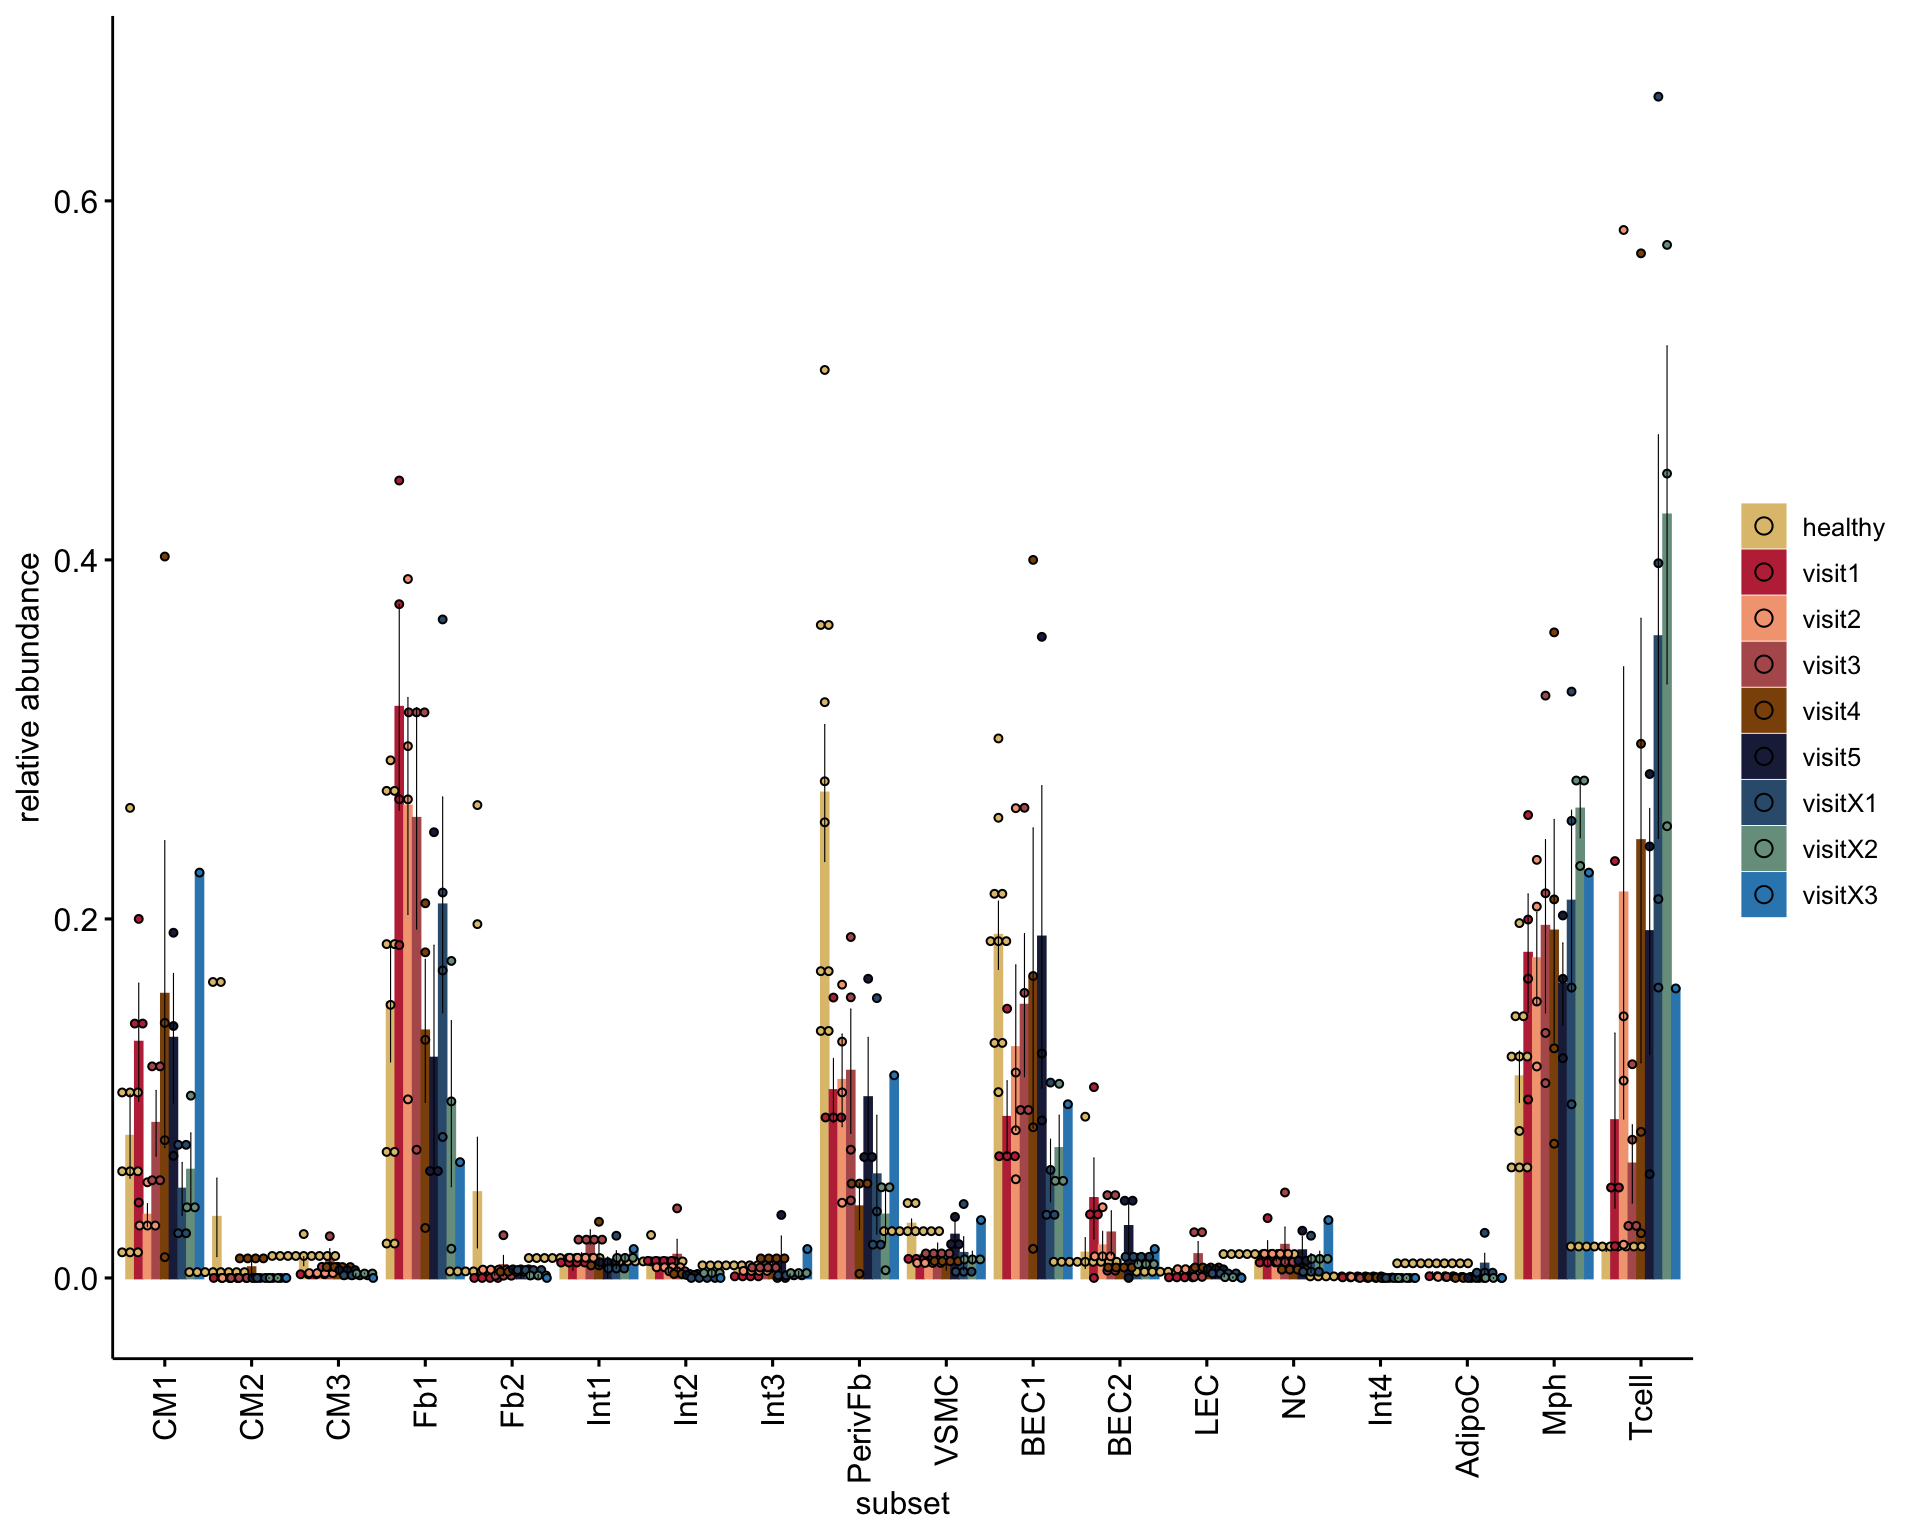 relative abundance
0.6
0.4
0.2
0.0
CM1
CM2
CM3
Fb1
Fb2
Int1
Int2
Int3
PerivFb
VSMC
BEC1
BEC2
LEC
NC
Int4
AdipoC
Mph
Tcell
subset
healthy
visit1
visit2
visit3
visit4
visit5
visitX1
visitX2
visitX3